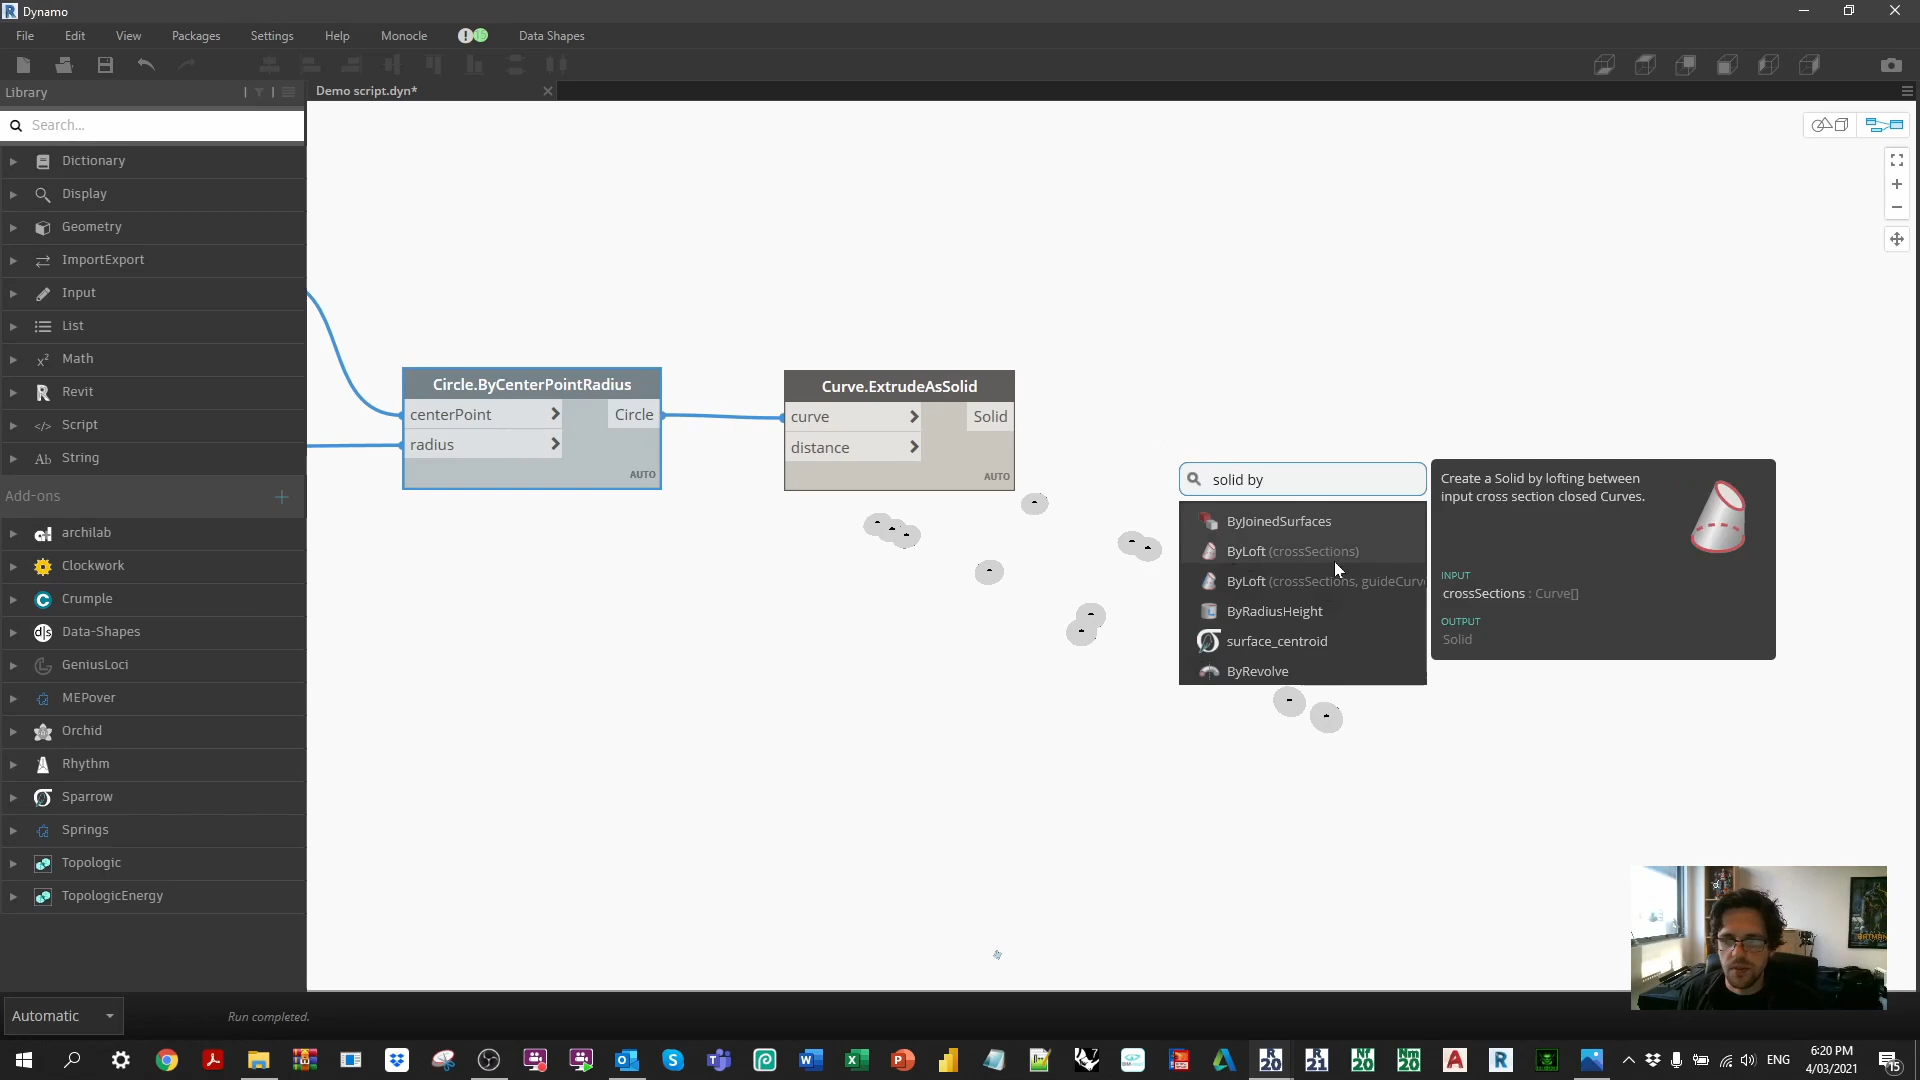 Dynamo
File Edit View Packages Settings Help Monocle Data Shapes
Library
Demo script.dyn*
Search...
Dictionary
Display
Geometry
ImportExport
Input
List
Math
Revit
Script
String
Add-ons
archilab
Clockwork
Crumple
Data-Shapes
GeniusLoci
MEPover
Orchid
Rhythm
Sparrow
Springs
Topologic
TopologicEnergy
Circle.ByCenterPointRadius
centerPoint > Circle
radius >
AUTO
Curve.ExtrudeAsSolid
curve > Solid
distance >
AUTO
solid by
ByJoinedSurfaces
ByLoft (crossSections)
ByLoft (crossSections, guideCurv
ByRadiusHeight
surface_centroid
ByRevolve
Create a Solid by lofting between
input cross section closed Curves.
INPUT
crossSections : Curve[]
OUTPUT
Solid
Automatic
Run completed.
ENG
6:20 PM
4/03/2021
15